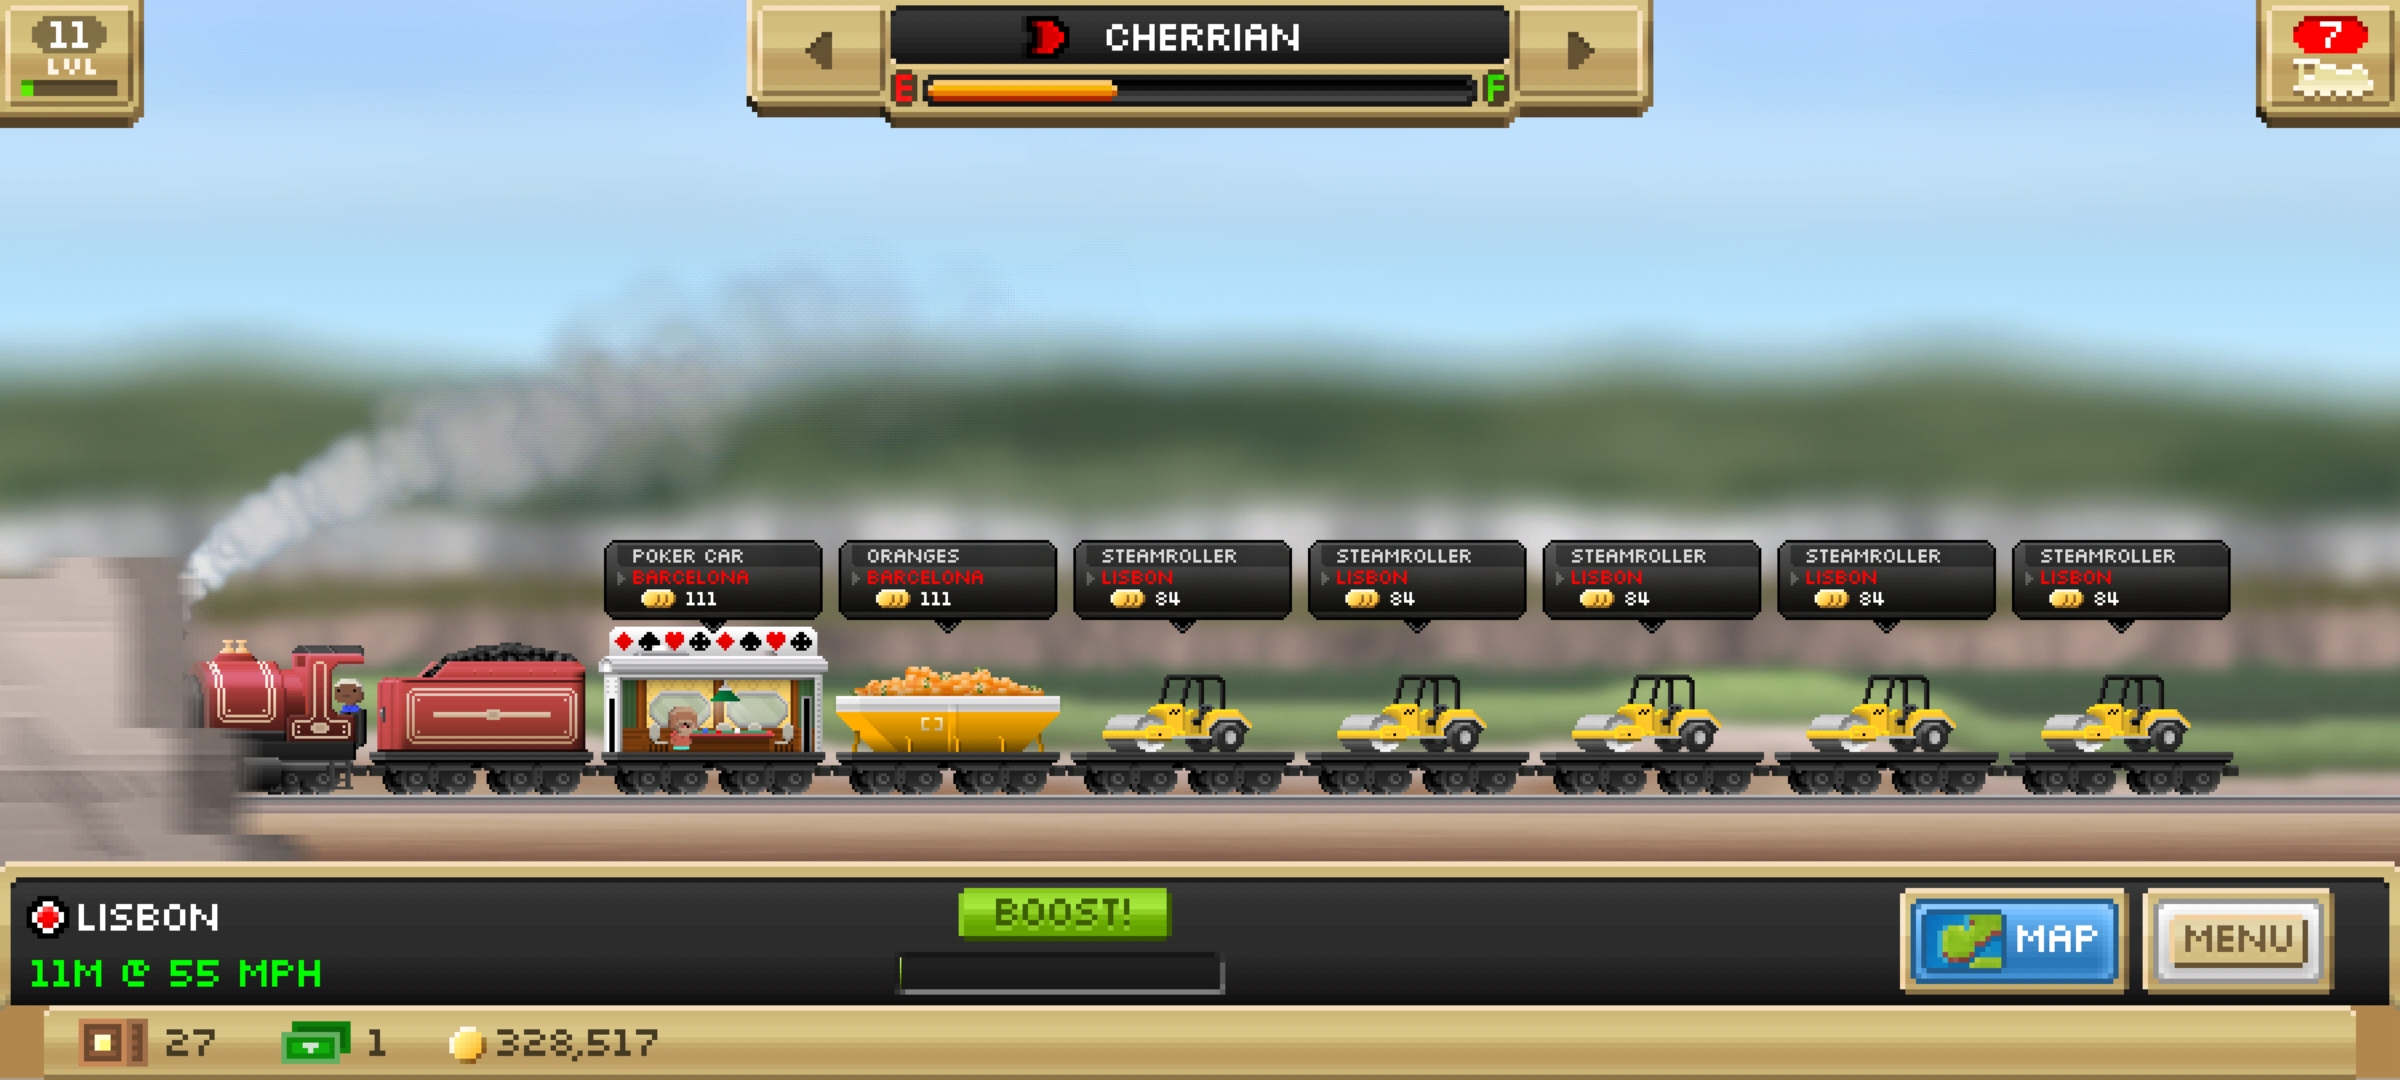 11
LVL
CHERRIAN
E
F
7
POKER CAR
BARCELONA
111
ORANGES
BARCELONA
111
STEAMROLLER
LISBON
84
STEAMROLLER
LISBON
84
STEAMROLLER
LISBON
84
STEAMROLLER
LISBON
84
STEAMROLLER
LISBON
84
LISBON
11M @ 55 MPH
BOOST!
MAP
MENU
27
1
328,517